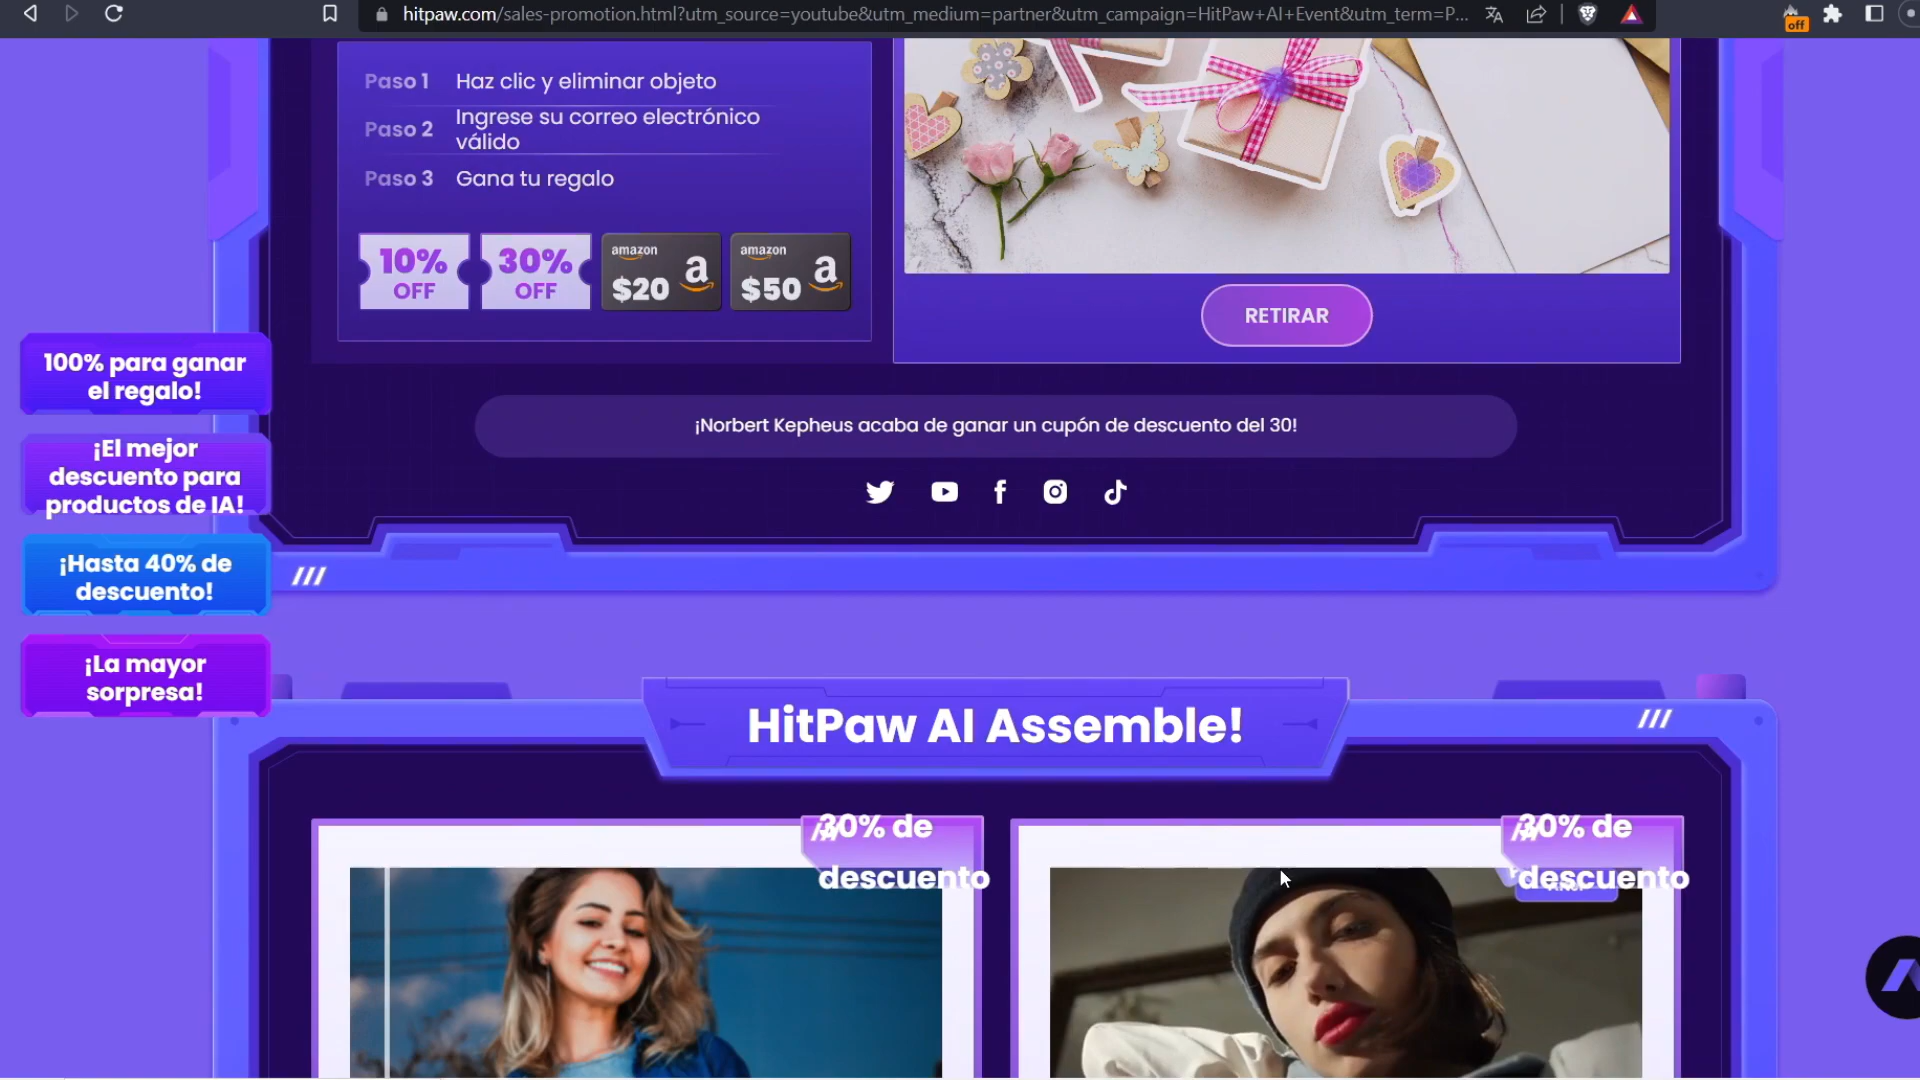 hitpaw.com/sales-promotion.html?utm_source=youtube&utm_medium=partner&utm_campaign=HitPaw+AI+Event&utm_term=P...
off
Paso 1 Haz clic y eliminar objeto
Paso 2 Ingrese su correo electrónico
válido
Paso 3 Gana tu regalo
10%
OFF
30%
OFF
amazon
$20
a
amazon
$50
a
RETIRAR
100% para ganar
el regalo!
¡El mejor
descuento para
productos de IA!
¡Hasta 40% de
descuento!
¡La mayor
sorpresa!
¡Norbert Kepheus acaba de ganar un cupón de descuento del 30!
HitPaw AI Assemble!
30% de
descuento
30% de
descuento